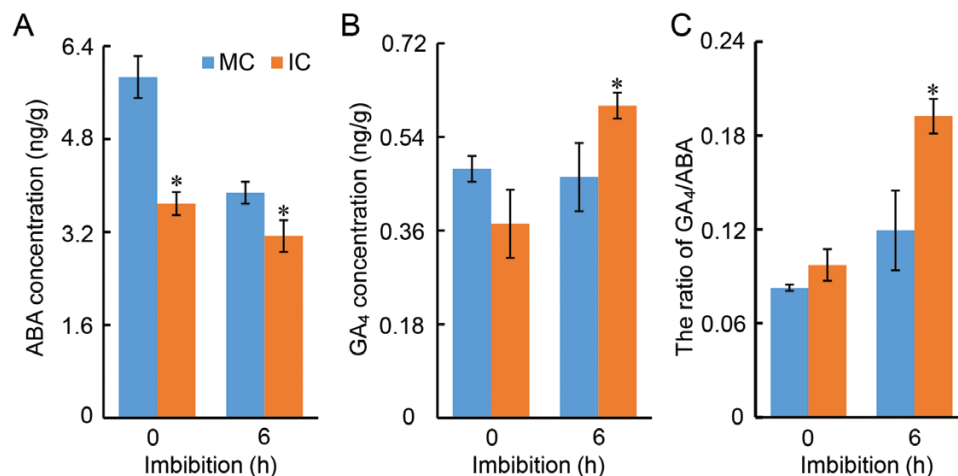 A
ABA concentration (ng/g)
6.4
4.8
3.2
1.6
0
MC IC
*
*
0 6
Imbibition (h)
B
GA₄ concentration (ng/g)
0.72
0.54
0.36
0.18
0
*
0 6
Imbibition (h)
C
The ratio of GA₄/ABA
0.24
0.18
0.12
0.06
0
*
0 6
Imbibition (h)